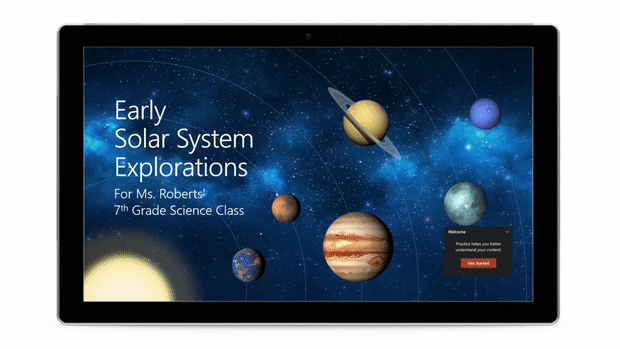 Early
Solar System
Explorations
For Ms. Roberts'
7th Grade Science Class
Welcome
Practice helps you better
understand your content
Get Started